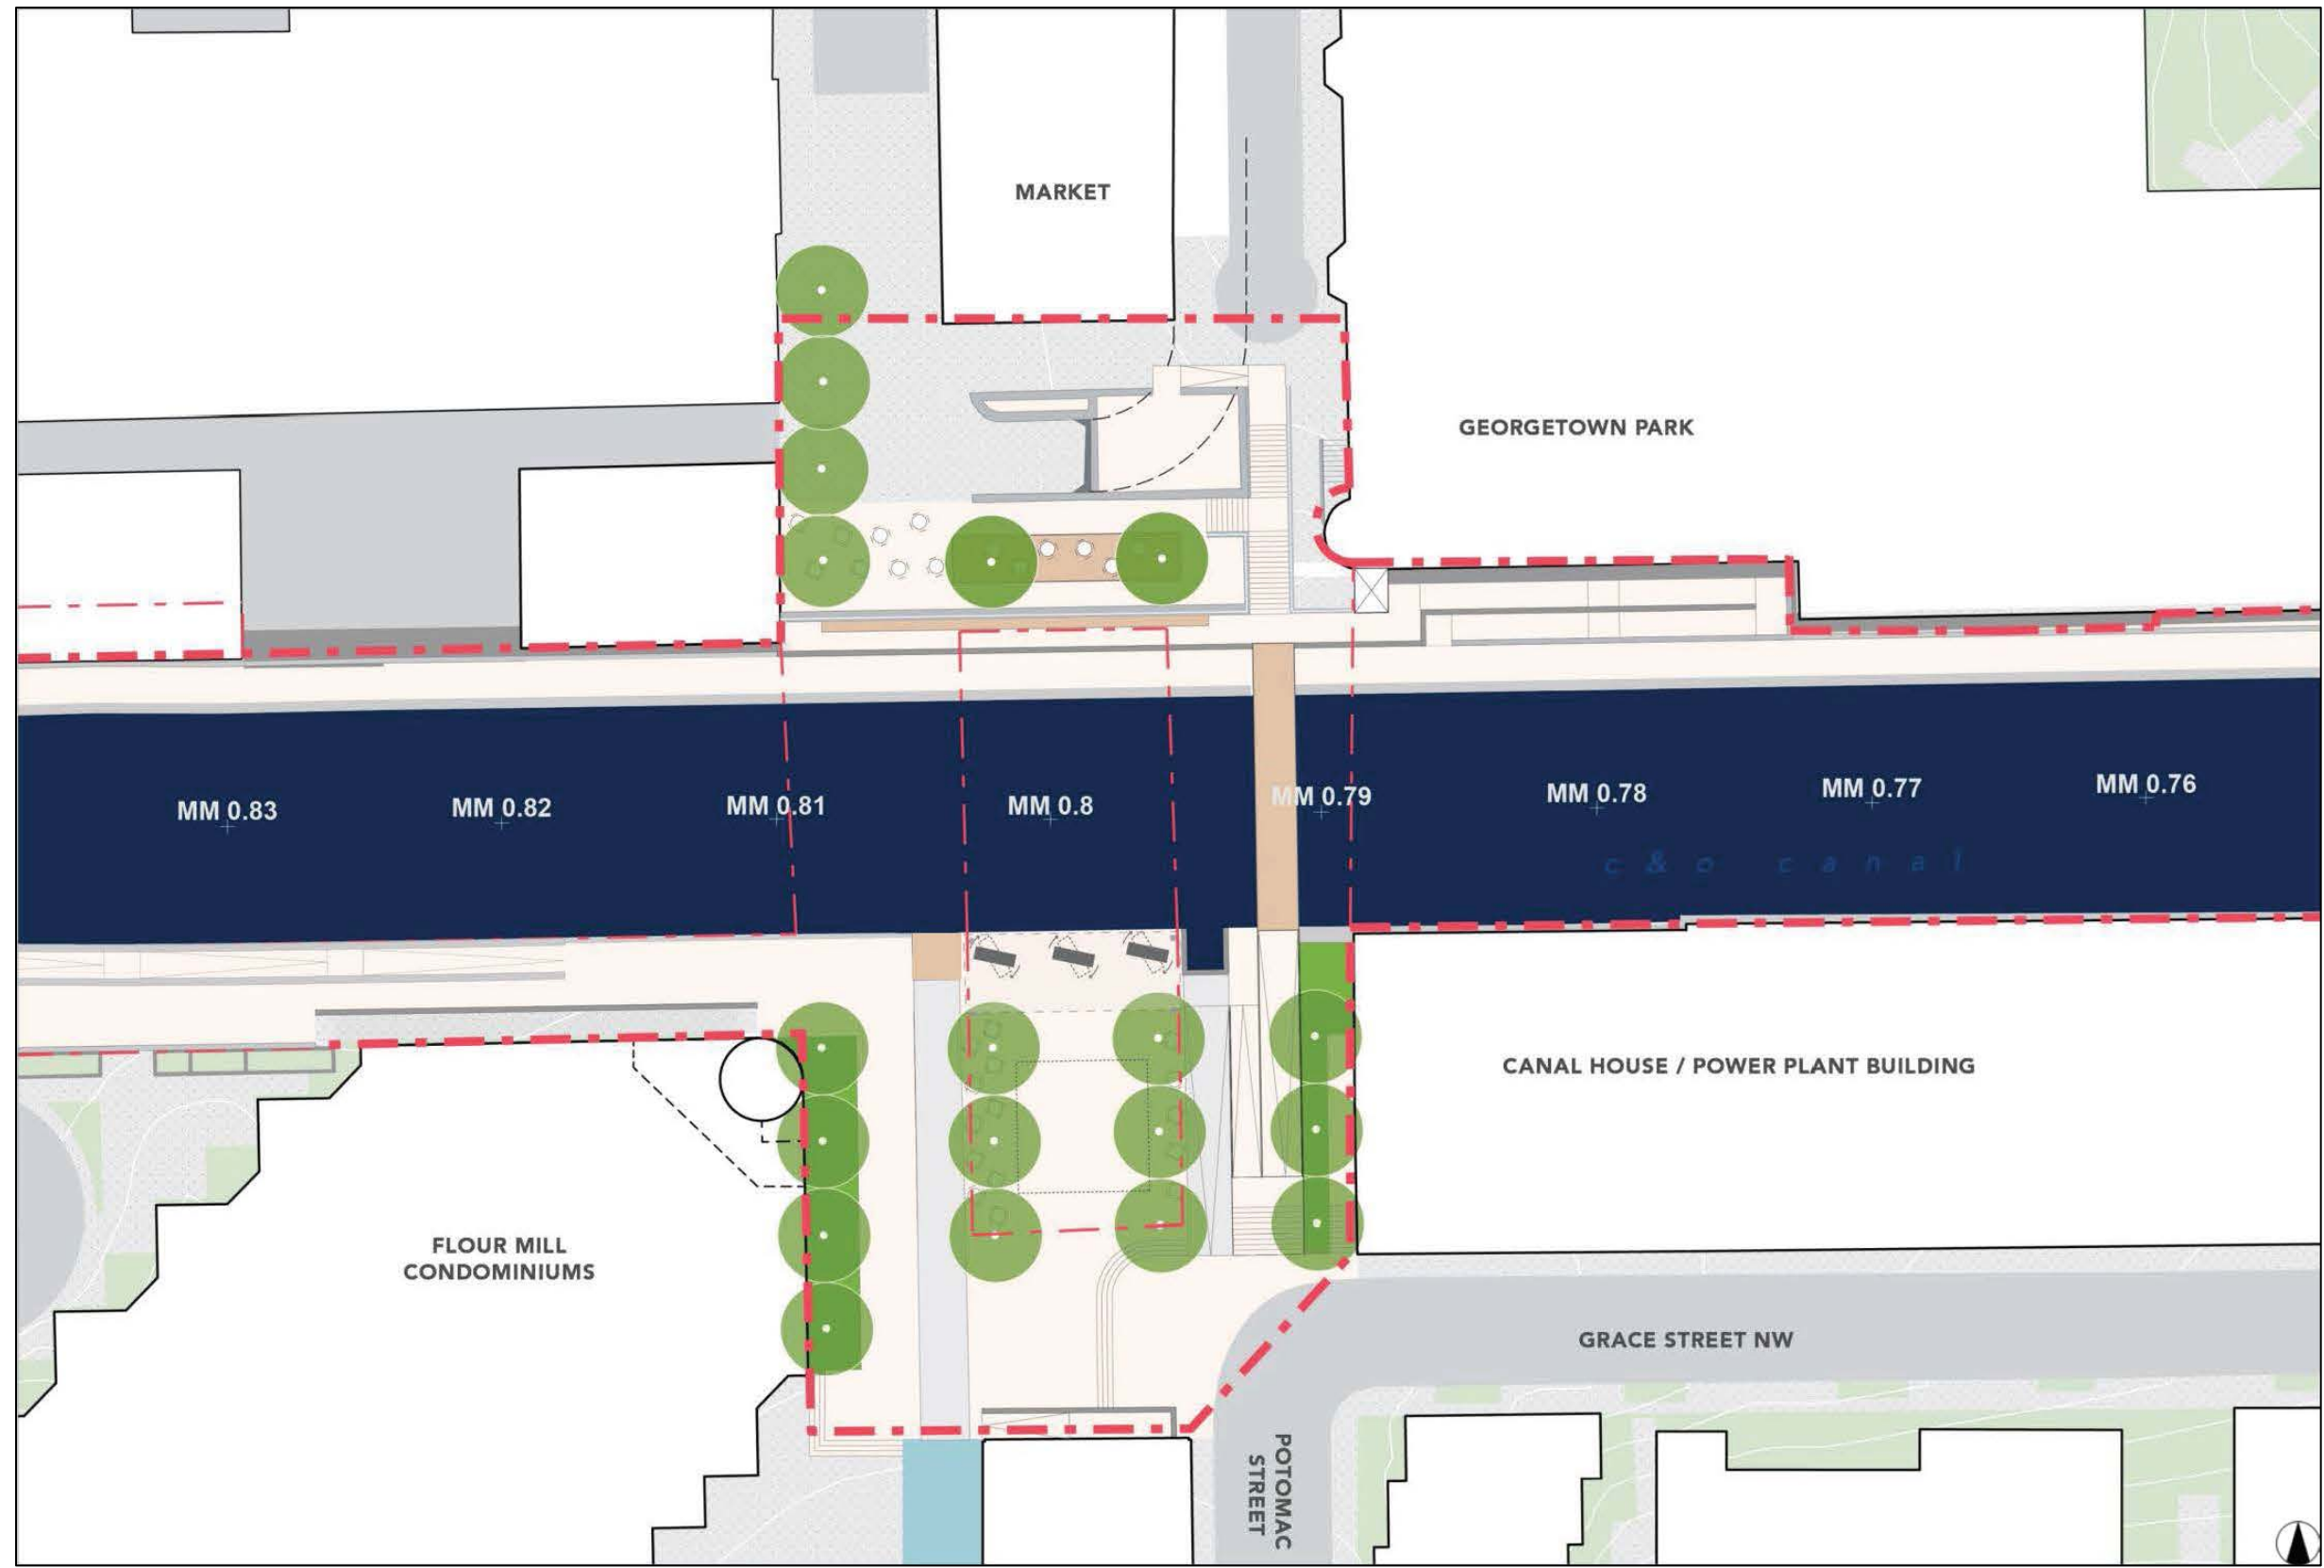 MARKET
GEORGETOWN PARK
MM 0.83
MM 0.82
MM 0.81
MM 0.8
MM 0.79
MM 0.78
MM 0.77
MM 0.76
c & o canal
CANAL HOUSE / POWER PLANT BUILDING
FLOUR MILL
CONDOMINIUMS
GRACE STREET NW
POTOMAC
STREET